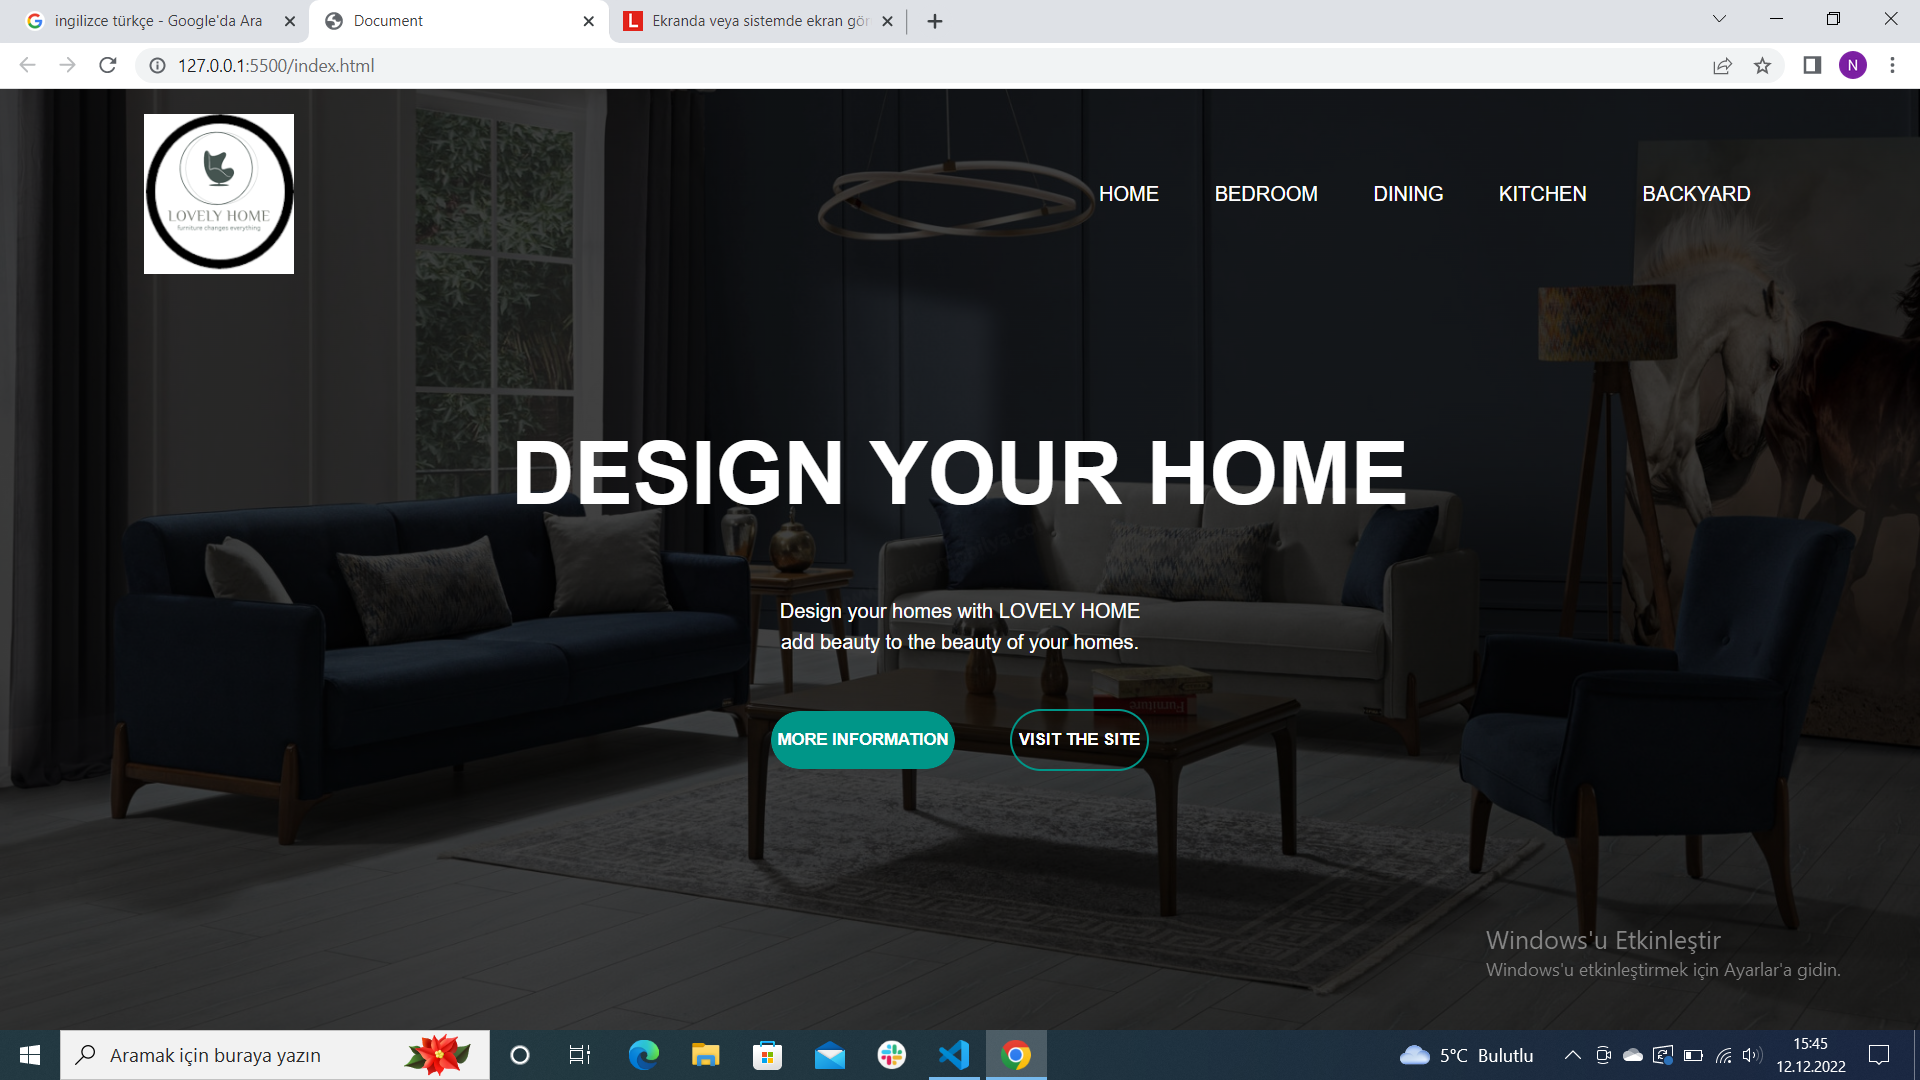 ingilizce türkçe - Google'da Ara
Document
Ekranda veya sistemde ekran gör
127.0.0.1:5500/index.html
N
LOVELY HOME
furniture changes everything
HOME
BEDROOM
DINING
KITCHEN
BACKYARD
DESIGN YOUR HOME
Design your homes with LOVELY HOME
add beauty to the beauty of your homes.
Furniture
MORE INFORMATION
VISIT THE SITE
Windows'u Etkinleştir
Windows'u etkinleştirmek için Ayarlar'a gidin.
Aramak için buraya yazın
5°C Bulutlu
15:45
12.12.2022